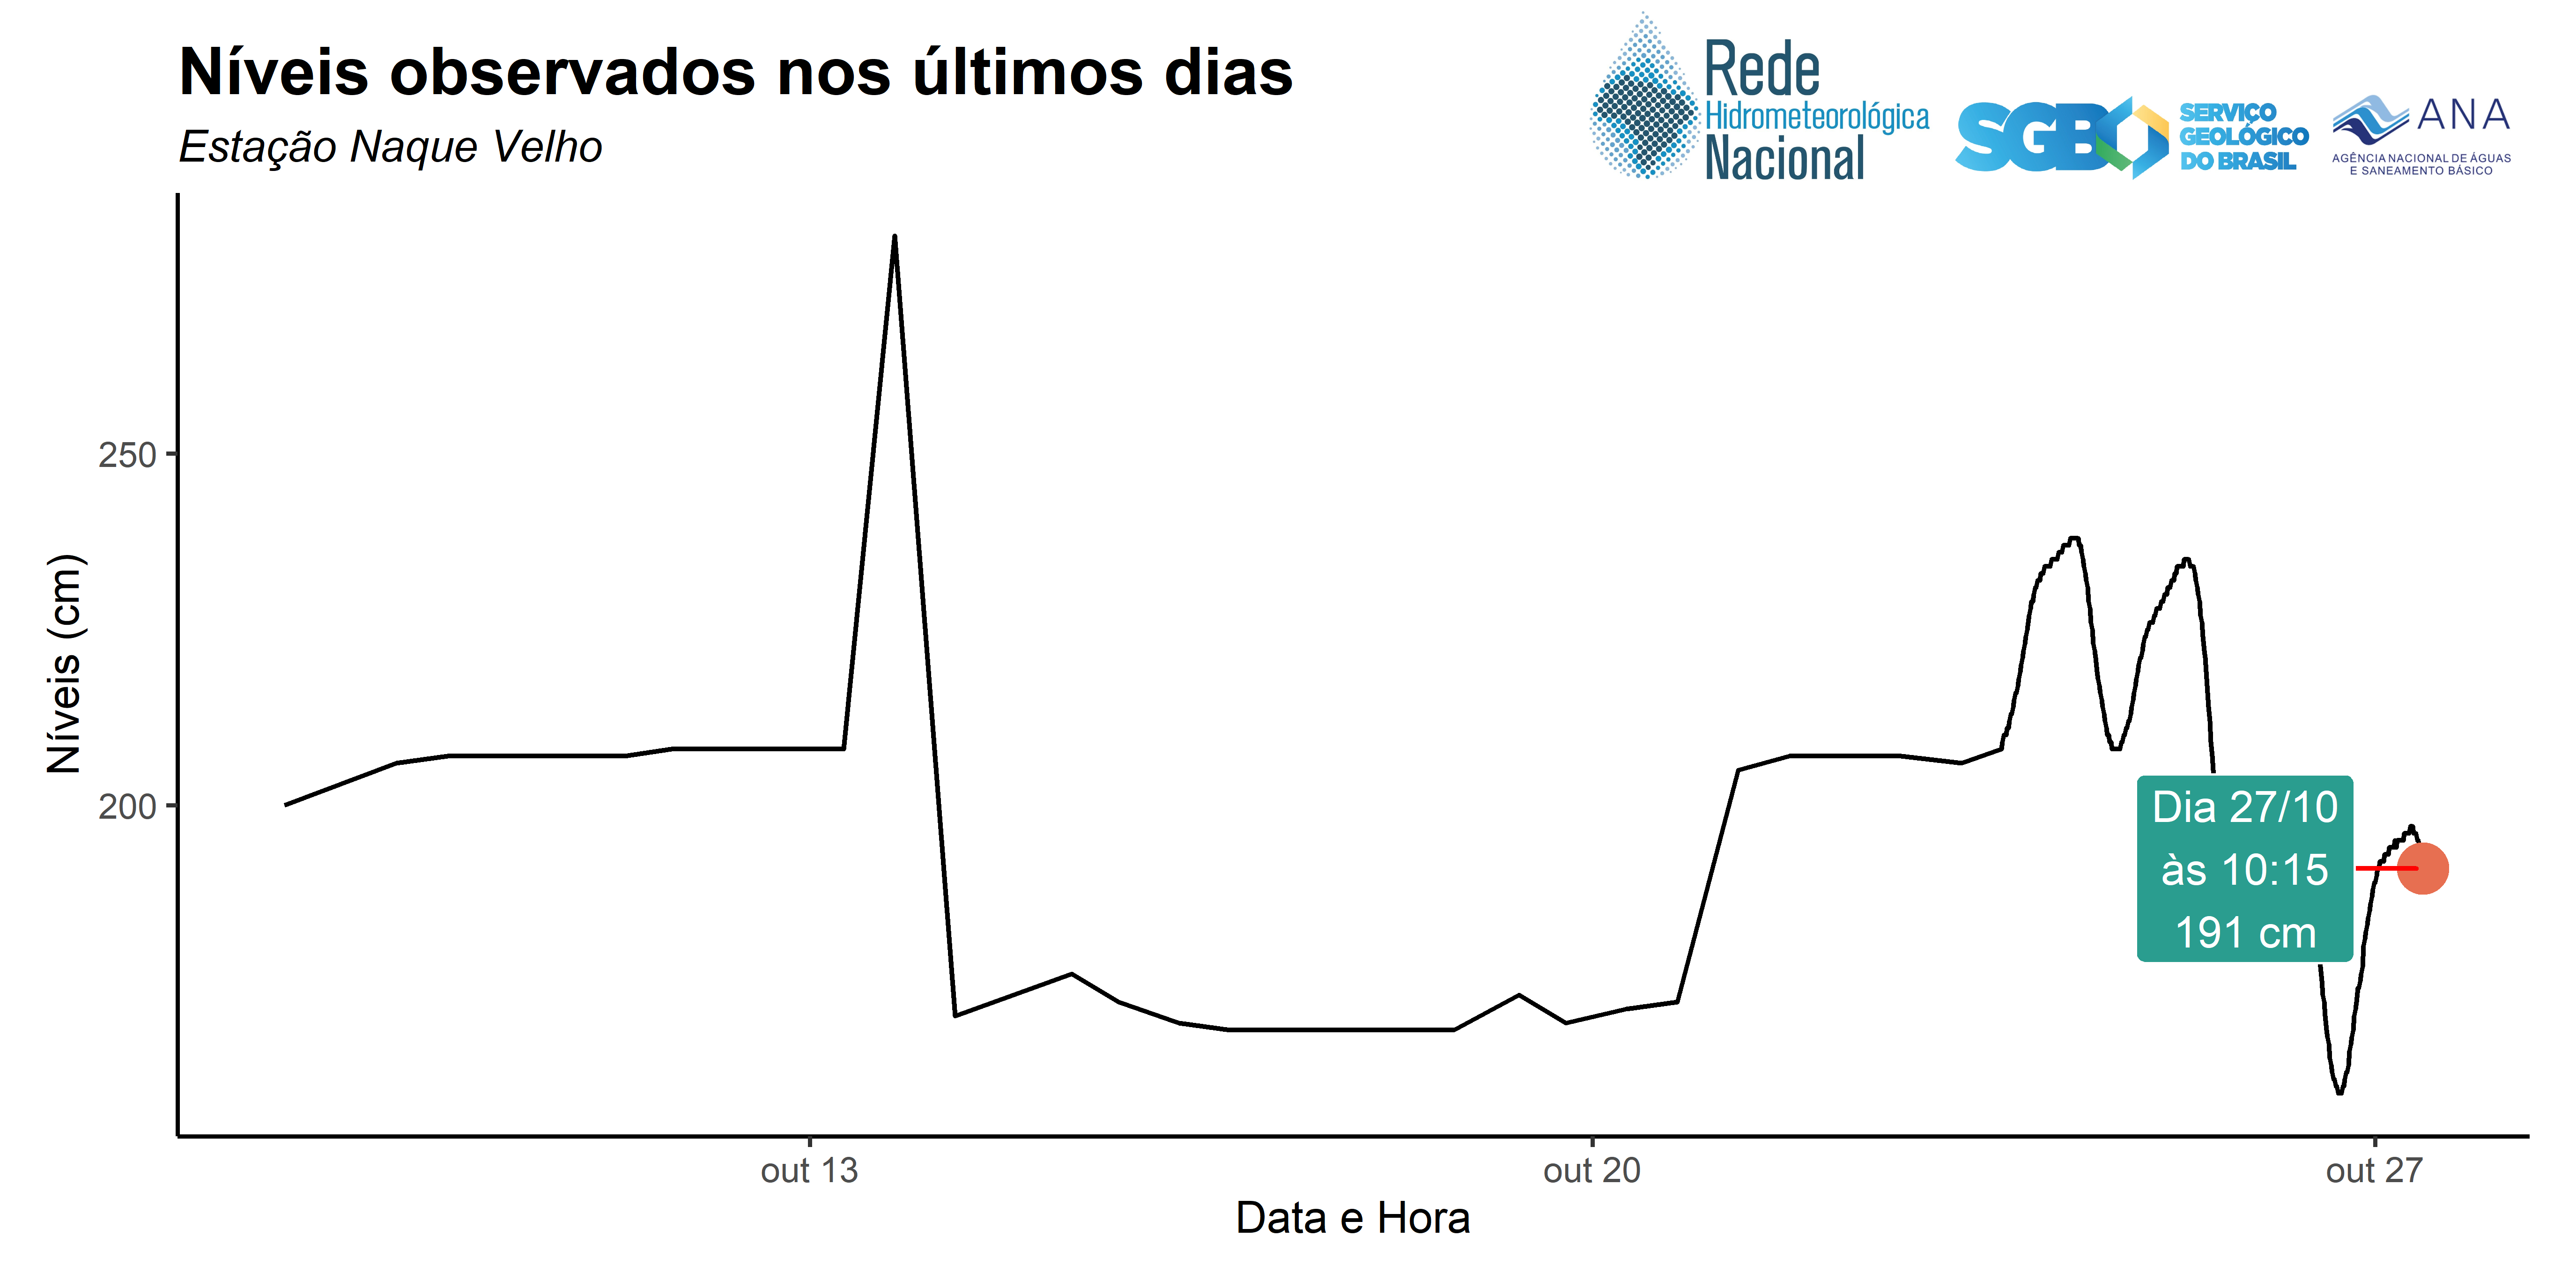 Níveis observados nos últimos dias
Estação Naque Velho
Rede
Hidrometeorológica
Nacional
SGB
SERVIÇO
GEOLÓGICO
DO BRASIL
ANA
AGÊNCIA NACIONAL DE ÁGUAS
E SANEAMENTO BÁSICO
Níveis (cm)
250
200
Dia 27/10
às 10:15
191 cm
out 13
out 20
out 27
Data e Hora